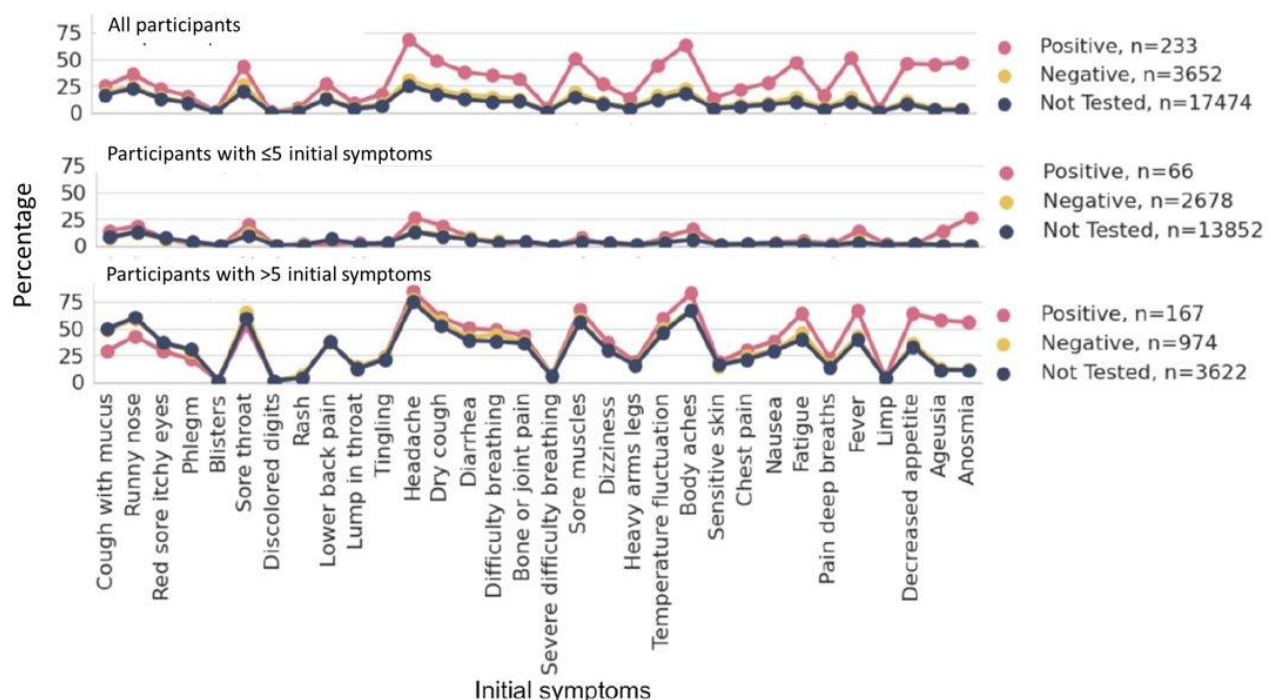 All participants
75
50
25
0
Positive, n=233
Negative, n=3652
Not Tested, n=17474
Participants with ≤5 initial symptoms
75
50
25
0
Positive, n=66
Negative, n=2678
Not Tested, n=13852
Percentage
Participants with >5 initial symptoms
75
50
25
0
Positive, n=167
Negative, n=974
Not Tested, n=3622
Cough with mucus
Runny nose
Red sore itchy eyes
Phlegm
Blisters
Sore throat
Discolored digits
Rash
Lower back pain
Lump in throat
Tingling
Headache
Dry cough
Diarrhea
Difficulty breathing
Bone or joint pain
Severe difficulty breathing
Sore muscles
Dizziness
Heavy arms legs
Temperature fluctuation
Body aches
Sensitive skin
Chest pain
Nausea
Fatigue
Pain deep breaths
Fever
Limp
Decreased appetite
Ageusia
Anosmia
Initial symptoms